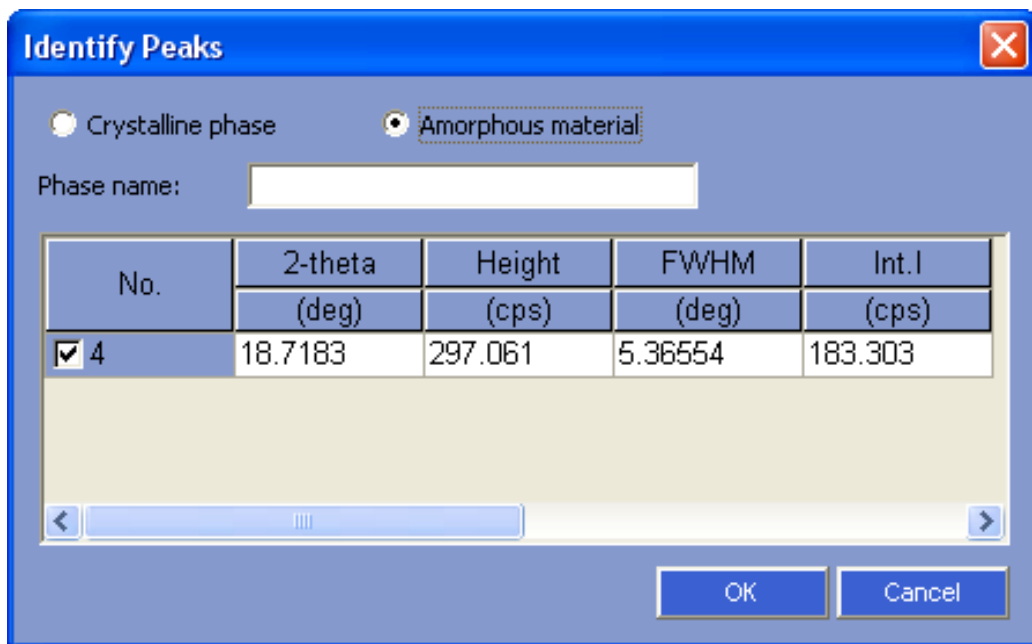 Identify Peaks
Crystalline phase Amorphous material
Phase name:
No. 2-theta Height FWHM Int.I
(deg) (cps) (deg) (cps)
4 18.7183 297.061 5.36554 183.303
OK Cancel